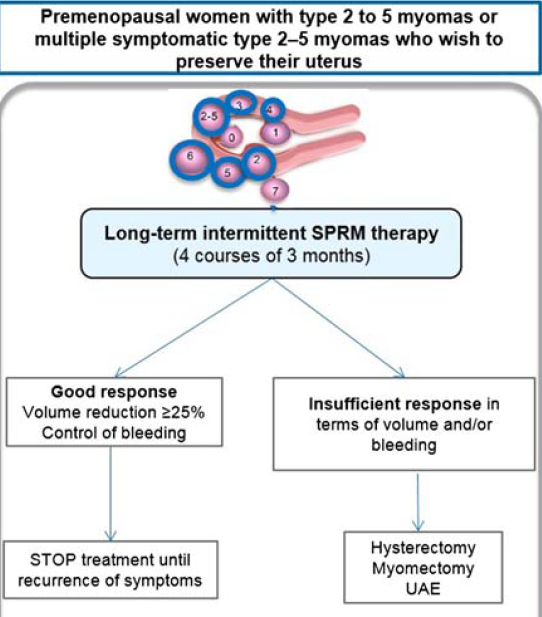 Premenopausal women with type 2 to 5 myomas or
multiple symptomatic type 2–5 myomas who wish to
preserve their uterus
3
4
2-5
0
1
6
2
5
7
Long-term intermittent SPRM therapy
(4 courses of 3 months)
Good response
Volume reduction ≥25%
Control of bleeding
Insufficient response in
terms of volume and/or
bleeding
STOP treatment until
recurrence of symptoms
Hysterectomy
Myomectomy
UAE